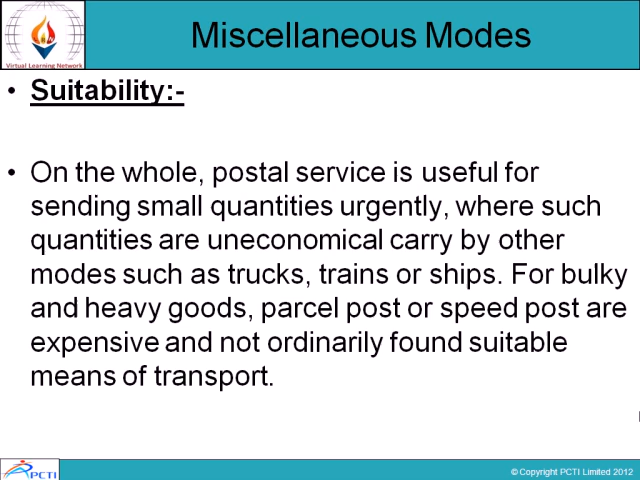 Miscellaneous Modes
Virtual Learning Network
• Suitability:-
• On the whole, postal service is useful for
sending small quantities urgently, where such
quantities are uneconomical carry by other
modes such as trucks, trains or ships. For bulky
and heavy goods, parcel post or speed post are
expensive and not ordinarily found suitable
means of transport.
PCTI
© Copyright PCTI Limited 2012